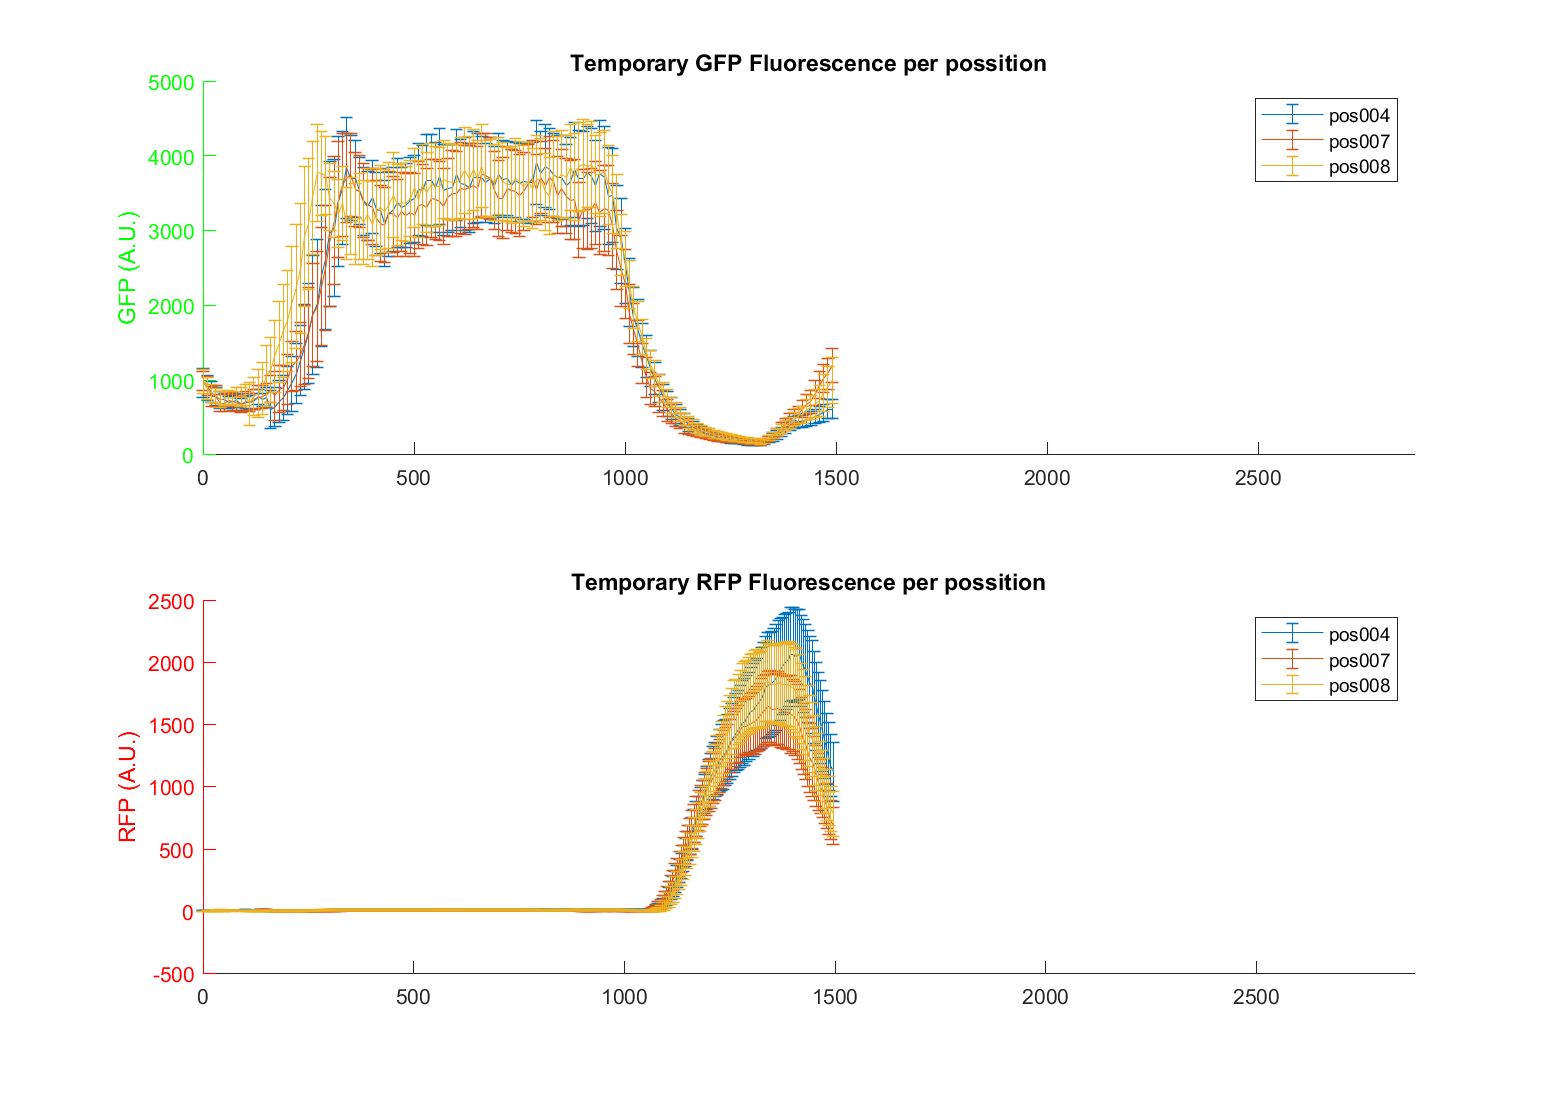 Temporary GFP Fluorescence per possition
5000
4000
3000
2000
1000
0
GFP (A.U.)
0 500 1000 1500 2000 2500
pos004
pos007
pos008
Temporary RFP Fluorescence per possition
2500
2000
1500
1000
500
0
-500
RFP (A.U.)
0 500 1000 1500 2000 2500
pos004
pos007
pos008